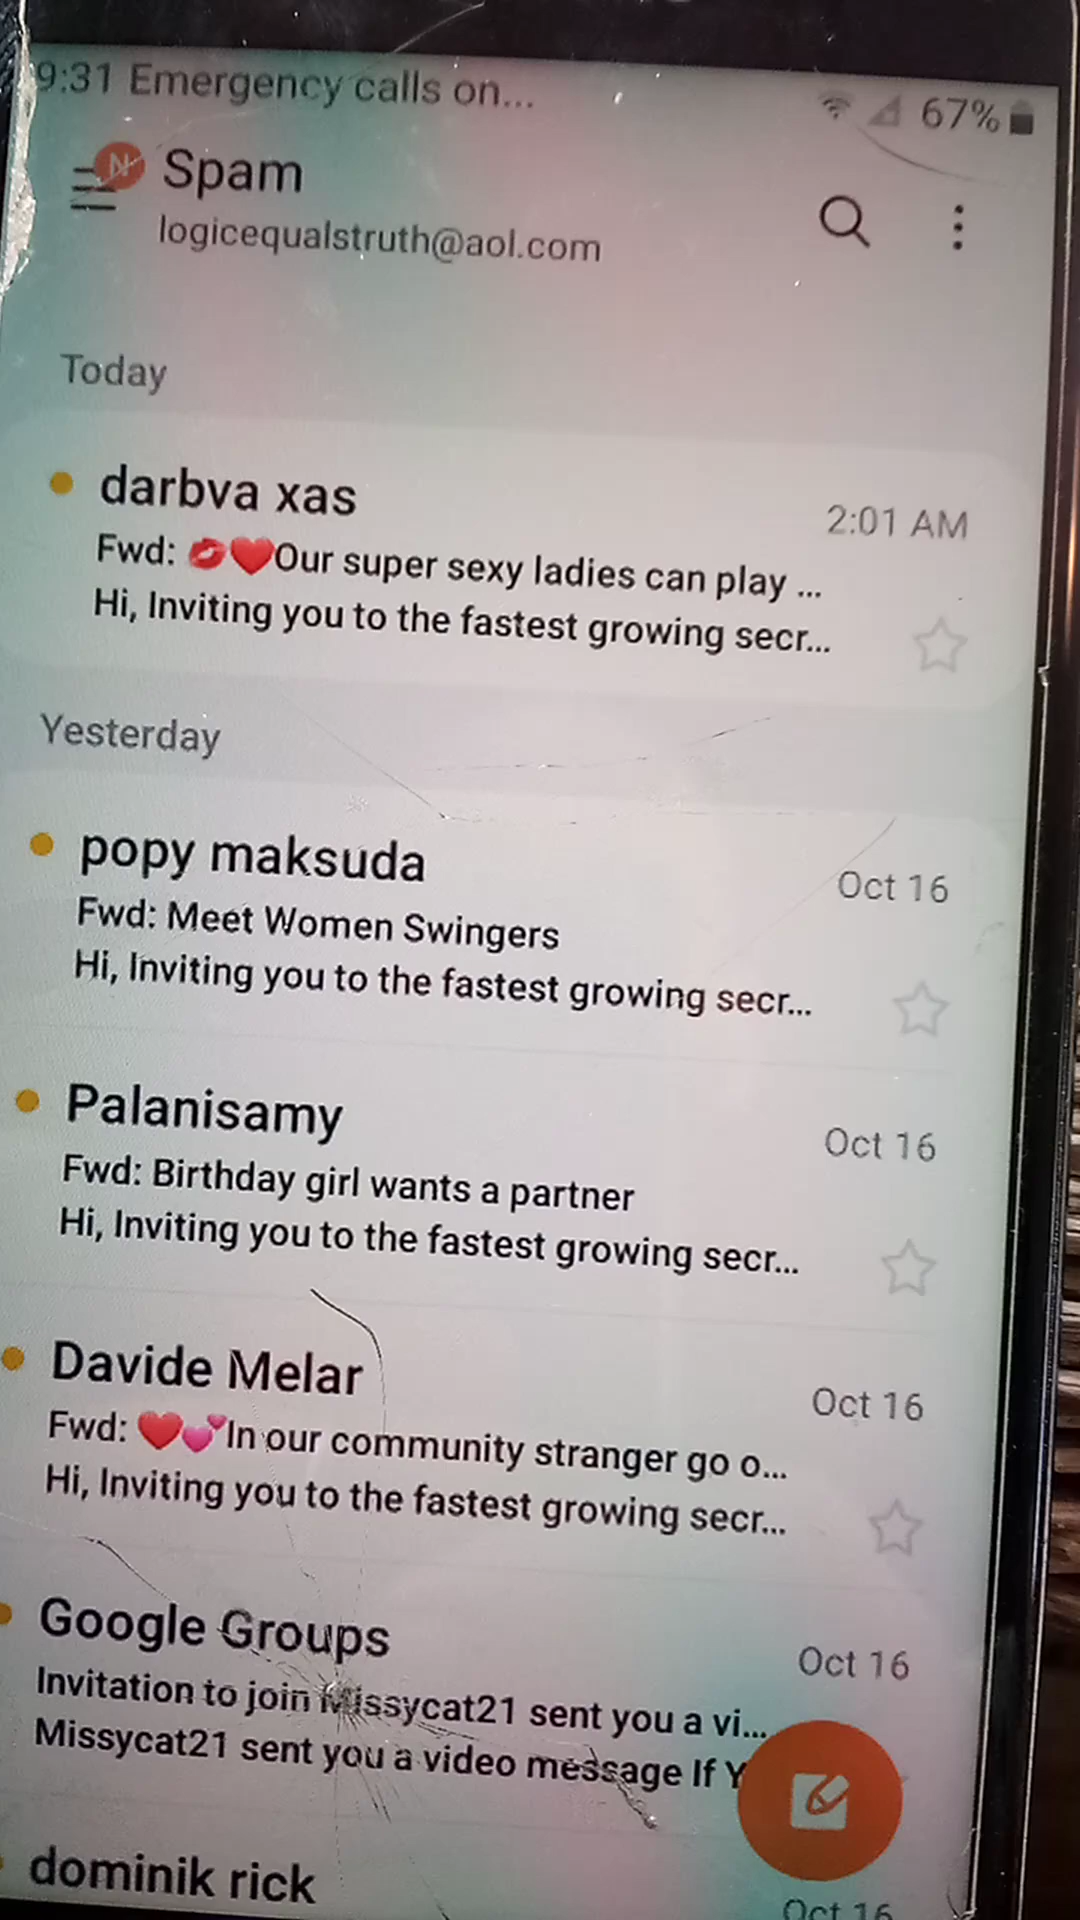 9:31 Emergency calls on...
67%
N
Spam
logicequalstruth@aol.com
Today
darbva xas
2:01 AM
Fwd: 💋❤️Our super sexy ladies can play ...
Hi, Inviting you to the fastest growing secr...
Yesterday
popy maksuda
Oct 16
Fwd: Meet Women Swingers
Hi, Inviting you to the fastest growing secr...
Palanisamy
Oct 16
Fwd: Birthday girl wants a partner
Hi, Inviting you to the fastest growing secr...
Davide Melar
Oct 16
Fwd: ❤️💕In our community stranger go o...
Hi, Inviting you to the fastest growing secr...
Google Groups
Oct 16
Invitation to join Missycat21 sent you a vi...
Missycat21 sent you a video message If Y
dominik rick
Oct 16